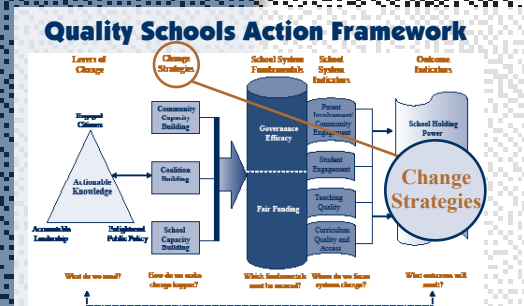 Quality Schools Action Framework
Levers of
Change
Change
Strategies
School System
Fundamentals
School
System
Indicators
Outcome
Indicators
Engaged
Citizens
Actionable
Knowledge
Accountable
Leadership
Enlightened
Public Policy
Community
Capacity
Building
Coalition
Building
School
Capacity
Building
Governance
Efficacy
Fair Funding
Parent
Involvement/
Community
Engagement
Student
Engagement
Teaching
Quality
Curriculum
Quality and
Access
School Holding
Power
Change
Strategies
What do we need?
How do we make
change happen?
Which fundamentals
must be secured?
Where do we focus
systems change?
What outcomes will
result?